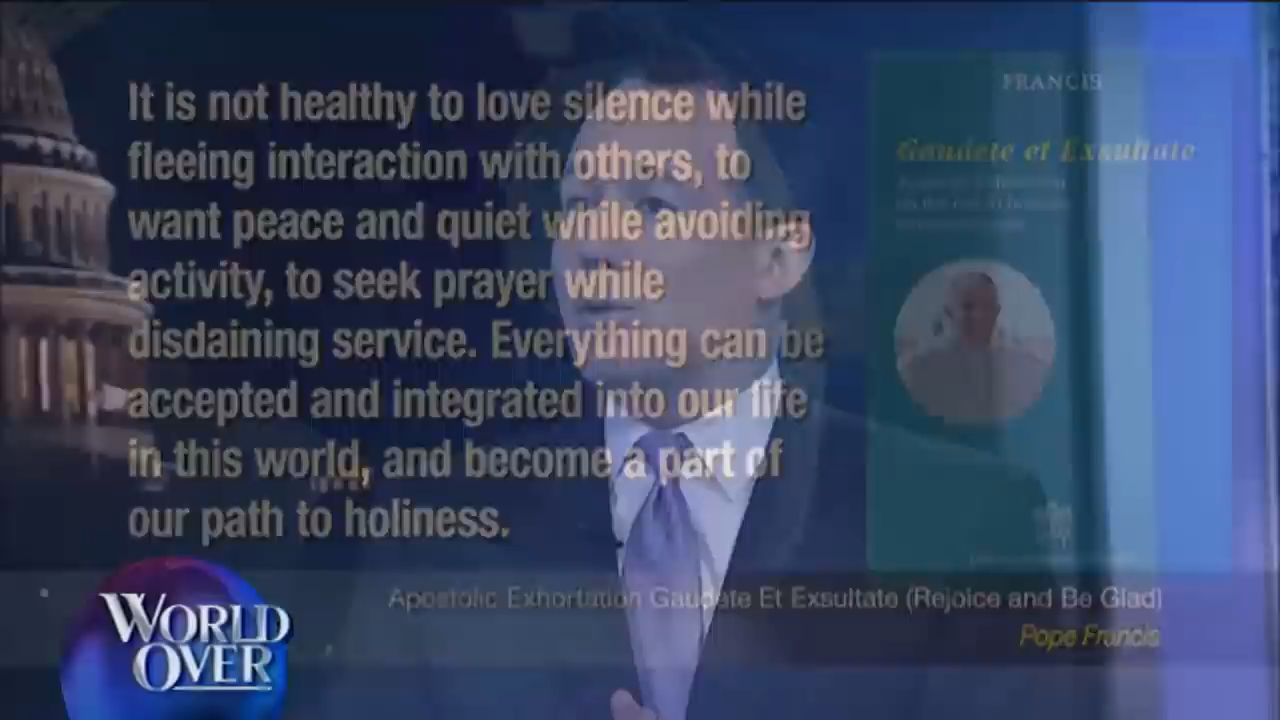 It is not healthy to love silence while
fleeing interaction with others, to
want peace and quiet while avoiding
activity, to seek prayer while
disdaining service. Everything can be
accepted and integrated into our life
in this world, and become a part of
our path to holiness.
FRANCIS
Gaudete et Exsultate
Apostolic Exhortation Gaudete Et Exsultate (Rejoice and Be Glad)
Pope Francis
WORLD
OVER